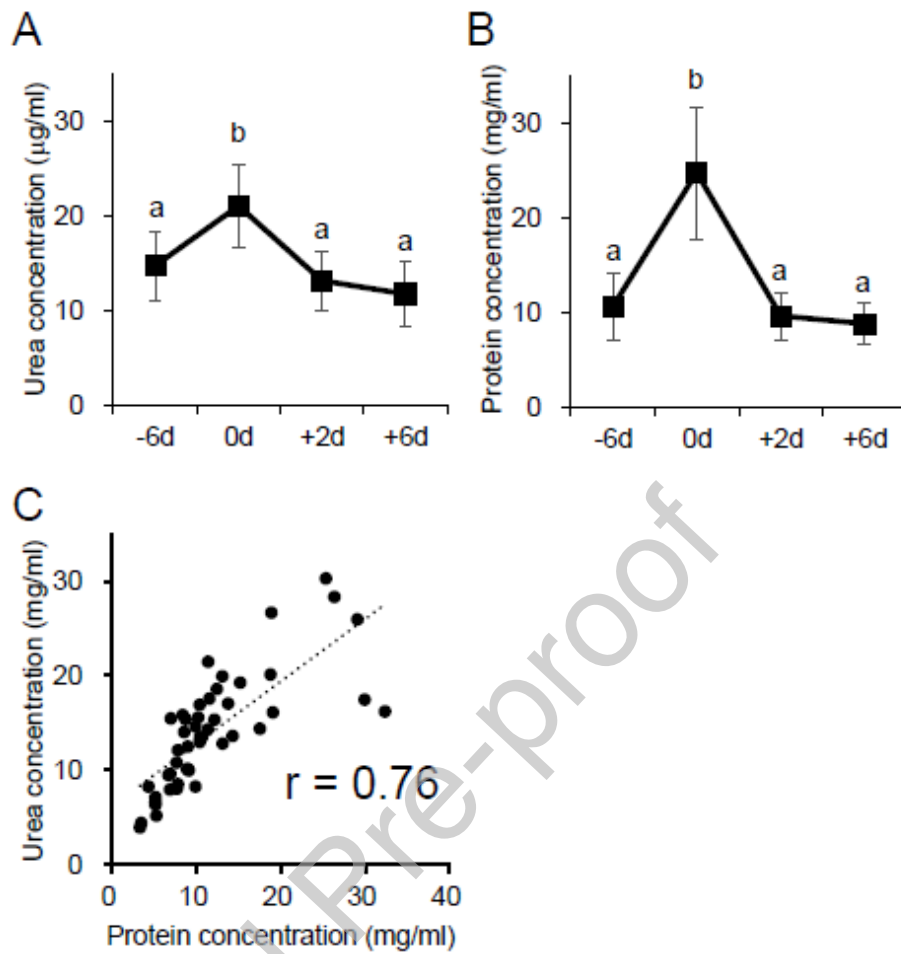 A
Urea concentration (μg/ml)
30
20
10
0
a
b
a
a
-6d 0d +2d +6d
B
Protein concentration (mg/ml)
30
20
10
0
a
b
a
a
-6d 0d +2d +6d
C
Urea concentration (mg/ml)
30
20
10
0
r = 0.76
0 10 20 30 40
Protein concentration (mg/ml)
Pre-proof